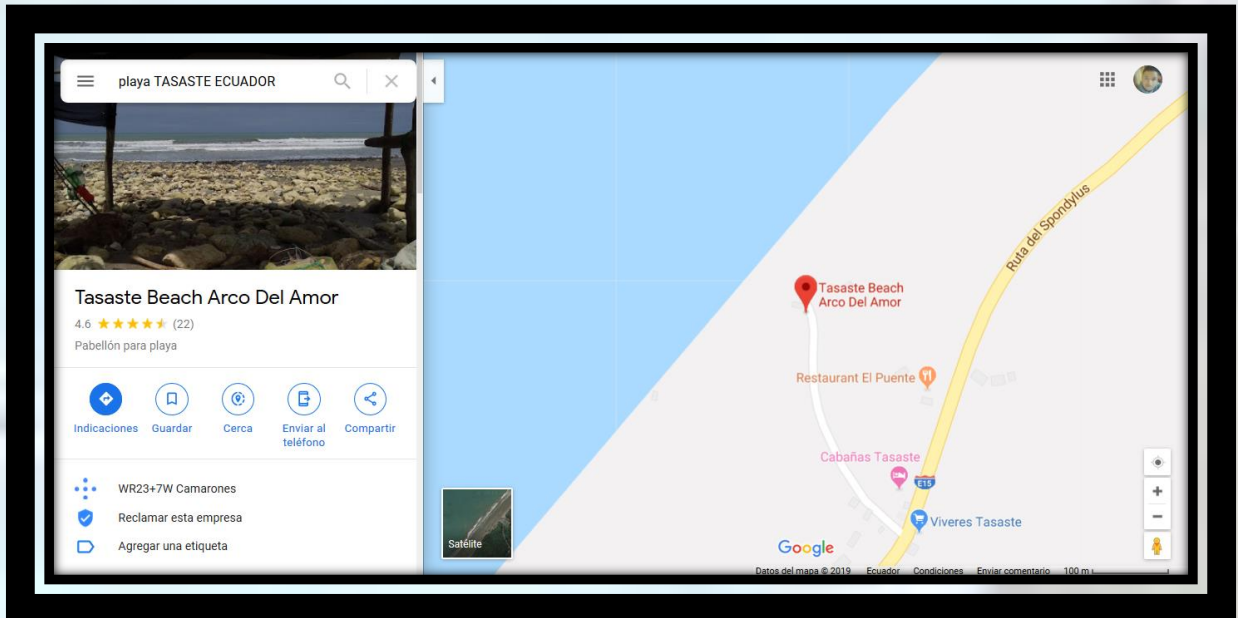 playa TASASTE ECUADOR
Tasaste Beach Arco Del Amor
4.6
(22)
Pabellón para playa
Indicaciones
Guardar
Cerca
Enviar al
teléfono
Compartir
WR23+7W Camarones
Reclamar esta empresa
Agregar una etiqueta
Satélite
Ruta del Spondylus
Tasaste Beach
Arco Del Amor
Restaurant El Puente
Cabañas Tasaste
E15
Viveres Tasaste
Google
Datos del mapa © 2019 Ecuador Condiciones Enviar comentario 100 m